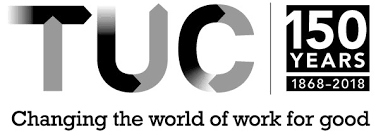 TUC
150
YEARS
1868-2018
Changing the world of work for good